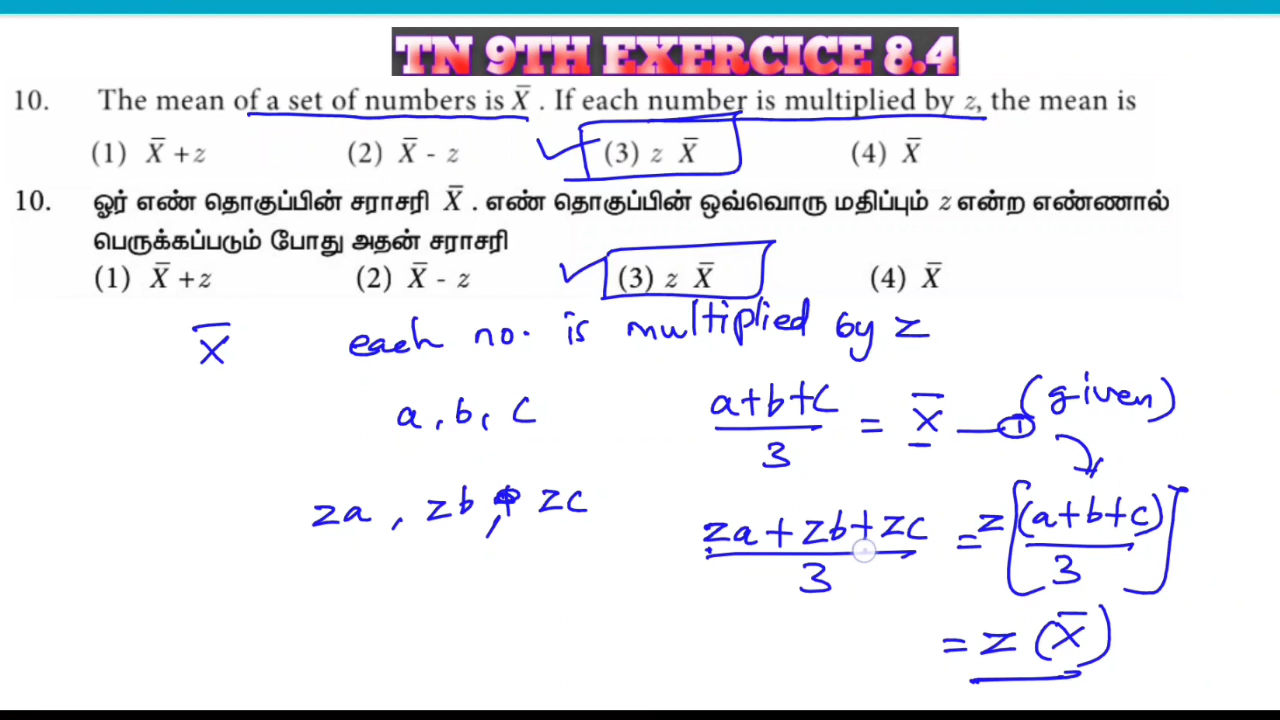 TN 9TH EXERCICE 8.4
10. The mean of a set of numbers is X̄ . If each number is multiplied by z, the mean is
(1) X̄ + z (2) X̄ - z (3) z X̄ (4) X̄
10. ஓர் எண் தொகுப்பின் சராசரி X̄ . எண் தொகுப்பின் ஒவ்வொரு மதிப்பும் z என்ற எண்ணால்
பெருக்கப்படும் போது அதன் சராசரி
(1) X̄ + z (2) X̄ - z (3) z X̄ (4) X̄
X̄ each no. is multiplied by z
a, b, c (a+b+c)/3 = X̄ — ① (given)
za, zb, zc (za + zb + zc)/3 = z[(a+b+c)/3]
= z (X̄)